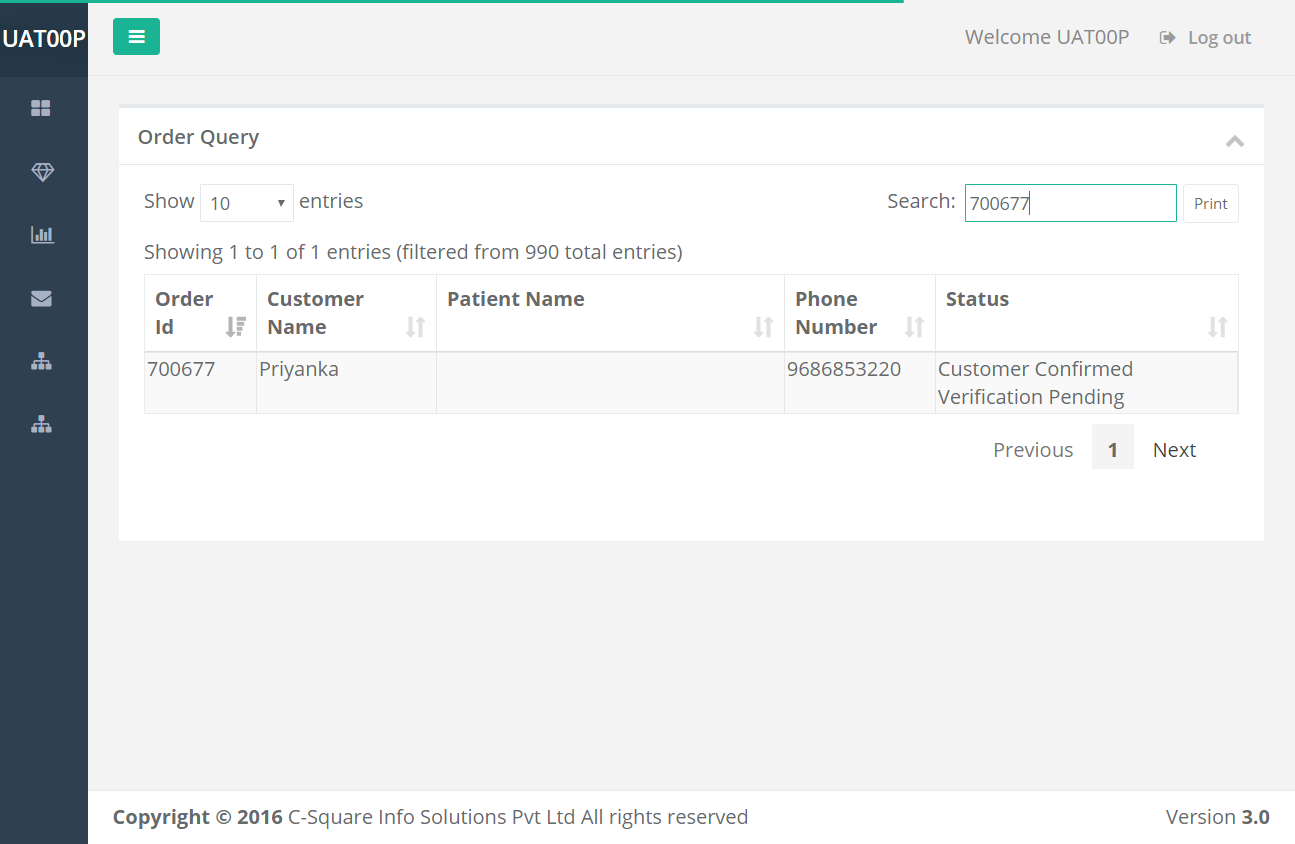 UAT00P
Welcome UAT00P Log out
Order Query
Show 10 entries Search: 700677 Print
Showing 1 to 1 of 1 entries (filtered from 990 total entries)
Order Id Customer Name Patient Name Phone Number Status
700677 Priyanka 9686853220 Customer Confirmed Verification Pending
Previous 1 Next
Copyright © 2016 C-Square Info Solutions Pvt Ltd All rights reserved Version 3.0